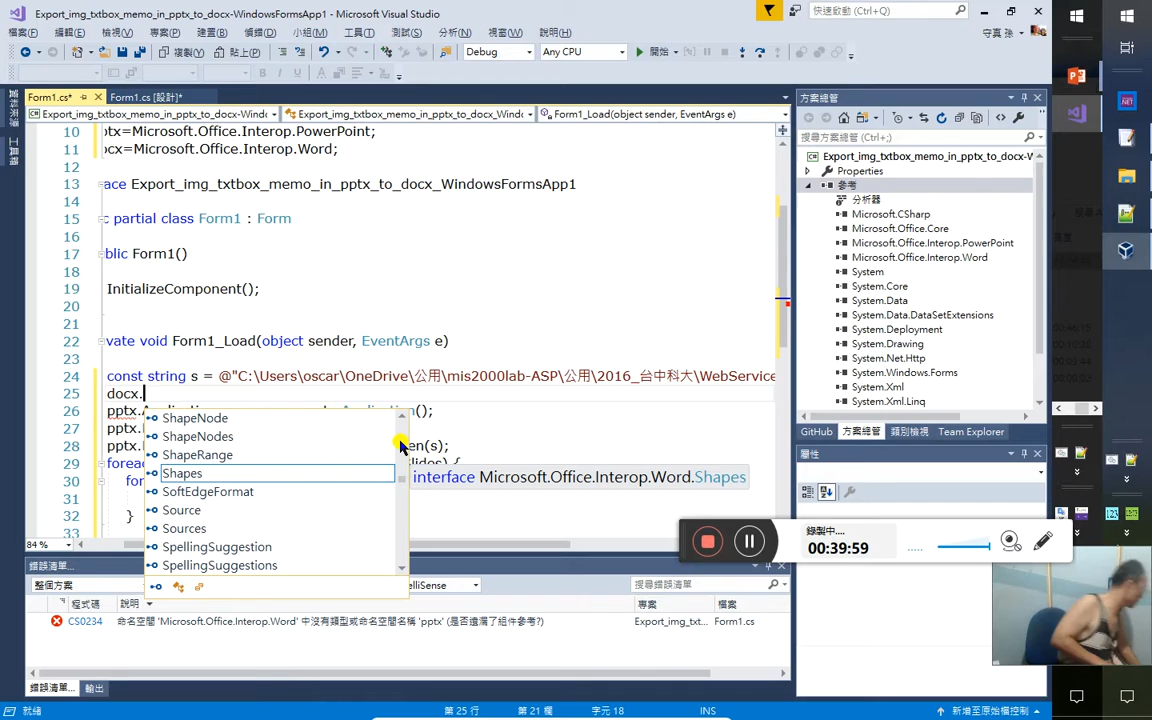 Export_img_txtbox_memo_in_pptx_to_docx-WindowsFormsApp1 - Microsoft Visual Studio
快速啟動 (Ctrl+Q)
檔案(F) 編輯(E) 檢視(V) 專案(P) 建置(B) 偵錯(D) 小組(M) 工具(T) 測試(S) 分析(N) 視窗(W) 說明(H)
守真 孫
複製(W) 貼上(P) Debug Any CPU 開始
Form1.cs* Form1.cs [設計]*
Export_img_txtbox_memo_in_pptx_to_docx-Windo Export_img_txtbox_memo_in_pptx_to_docx_Wind Form1_Load(object sender, EventArgs e)
資料來源
工具箱
10 ptx=Microsoft.Office.Interop.PowerPoint;
11 ocx=Microsoft.Office.Interop.Word;
12
13 ace Export_img_txtbox_memo_in_pptx_to_docx_WindowsFormsApp1
14
15 c partial class Form1 : Form
16
17 blic Form1()
18
19 InitializeComponent();
20
21
22 vate void Form1_Load(object sender, EventArgs e)
23
24 const string s = @"C:\Users\oscar\OneDrive\公用\mis2000lab-ASP\公用\2016_台中科大\WebService
25 docx.
26 pptx. ();
27 pptx.
28 pptx. en(s);
29 forea
30 for
31
32 }
33
ShapeNode
ShapeNodes
ShapeRange
Shapes
SoftEdgeFormat
Source
Sources
SpellingSuggestion
SpellingSuggestions
interface Microsoft.Office.Interop.Word.Shapes
84 %
方案總管
搜尋方案總管 (Ctrl+;)
Export_img_txtbox_memo_in_pptx_to_docx-W
Properties
參考
分析器
Microsoft.CSharp
Microsoft.Office.Core
Microsoft.Office.Interop.PowerPoint
Microsoft.Office.Interop.Word
System
System.Core
System.Data
System.Data.DataSetExtensions
System.Deployment
System.Drawing
System.Net.Http
System.Windows.Forms
System.Xml
System.Xml.Linq
GitHub 方案總管 類別檢視 Team Explorer
屬性
錄製中....
00:39:59
錯誤清單...
整個方案
elliSense
搜尋錯誤清單
程式碼 說明 專案 檔案
CS0234 命名空間 'Microsoft.Office.Interop.Word' 中沒有類型或命名空間名稱 'pptx' (是否遺漏了組件參考?) Export_img_txt... Form1.cs
錯誤清單... 輸出
就緒 第 25 行 第 21 欄 字元 18 INS 新增至原始檔控制